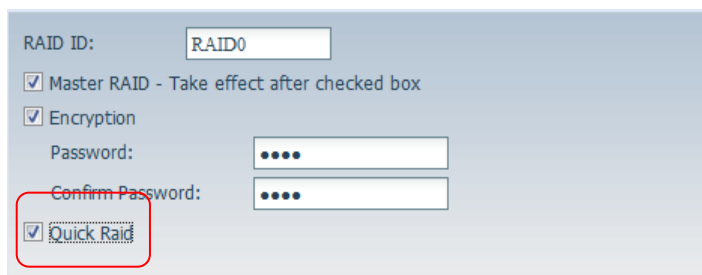 RAID ID: RAID0
Master RAID - Take effect after checked box
Encryption
Password: ••••
Confirm Password: ••••
Quick Raid